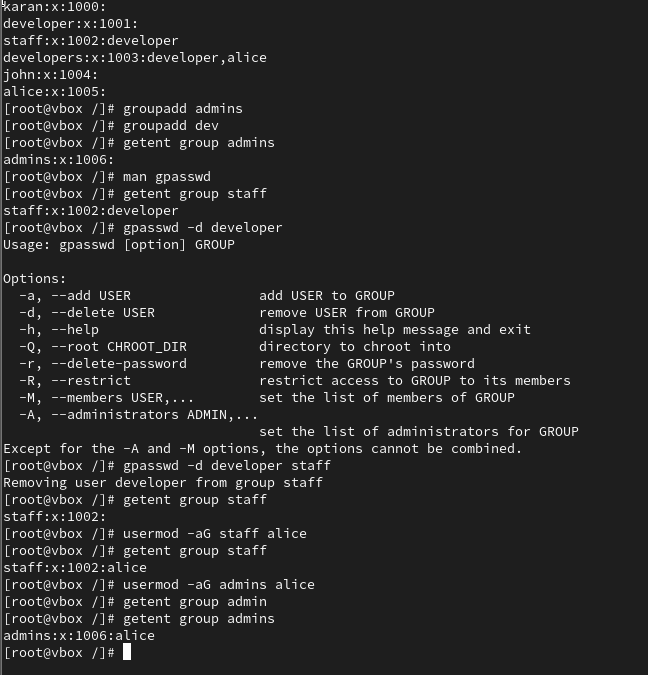 karan:x:1000:
developer:x:1001:
staff:x:1002:developer
developers:x:1003:developer,alice
john:x:1004:
alice:x:1005:
[root@vbox /]# groupadd admins
[root@vbox /]# groupadd dev
[root@vbox /]# getent group admins
admins:x:1006:
[root@vbox /]# man gpasswd
[root@vbox /]# getent group staff
staff:x:1002:developer
[root@vbox /]# gpasswd -d developer
Usage: gpasswd [option] GROUP

Options:
  -a, --add USER                add USER to GROUP
  -d, --delete USER             remove USER from GROUP
  -h, --help                    display this help message and exit
  -Q, --root CHROOT_DIR         directory to chroot into
  -r, --delete-password         remove the GROUP's password
  -R, --restrict                restrict access to GROUP to its members
  -M, --members USER,...        set the list of members of GROUP
  -A, --administrators ADMIN,...
                                set the list of administrators for GROUP
Except for the -A and -M options, the options cannot be combined.
[root@vbox /]# gpasswd -d developer staff
Removing user developer from group staff
[root@vbox /]# getent group staff
staff:x:1002:
[root@vbox /]# usermod -aG staff alice
[root@vbox /]# getent group staff
staff:x:1002:alice
[root@vbox /]# usermod -aG admins alice
[root@vbox /]# getent group admin
[root@vbox /]# getent group admins
admins:x:1006:alice
[root@vbox /]#